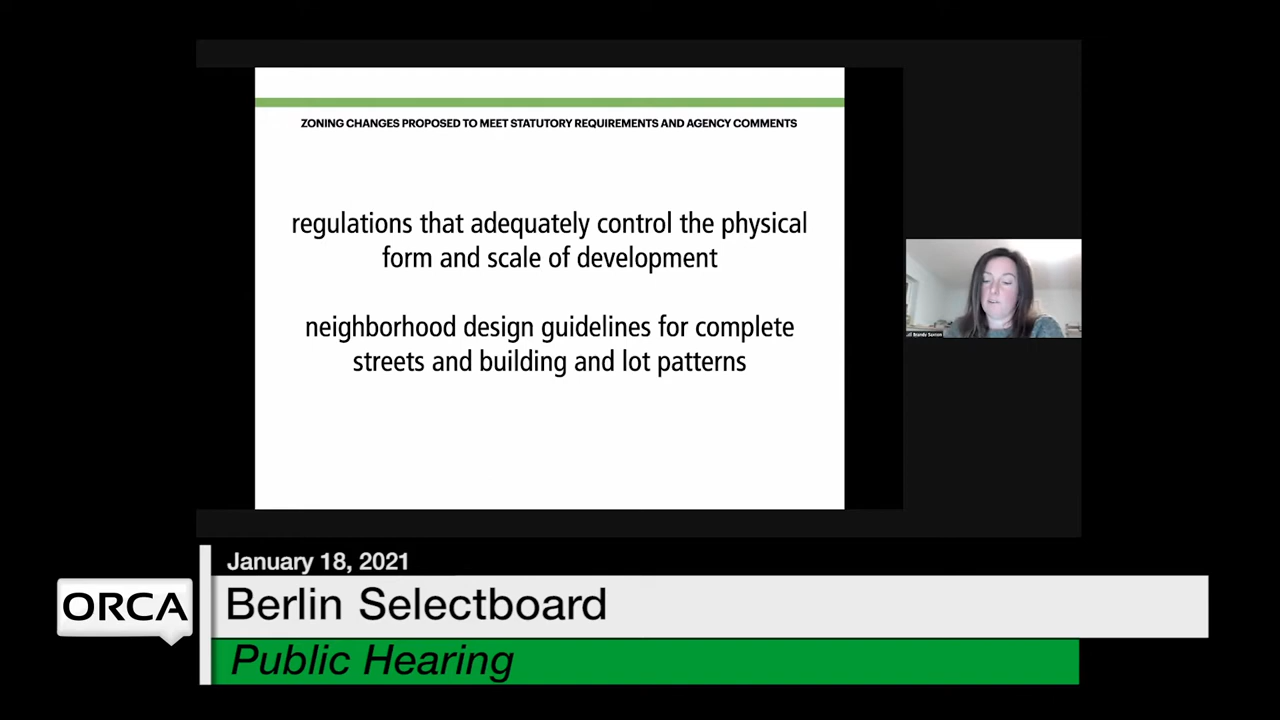 ZONING CHANGES PROPOSED TO MEET STATUTORY REQUIREMENTS AND AGENCY COMMENTS
regulations that adequately control the physical
form and scale of development
neighborhood design guidelines for complete
streets and building and lot patterns
January 18, 2021
ORCA
Berlin Selectboard
Public Hearing